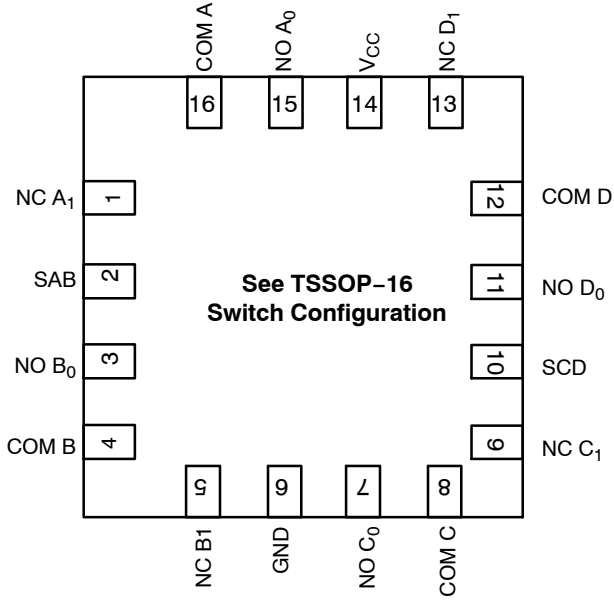 COM A
NO A₀
V_CC
NC D₁
16
15
14
13
NC A₁
1
12
COM D
SAB
2
See TSSOP–16
Switch Configuration
11
NO D₀
NO B₀
3
10
SCD
COM B
4
9
NC C₁
5
6
7
8
NC B1
GND
NO C₀
COM C